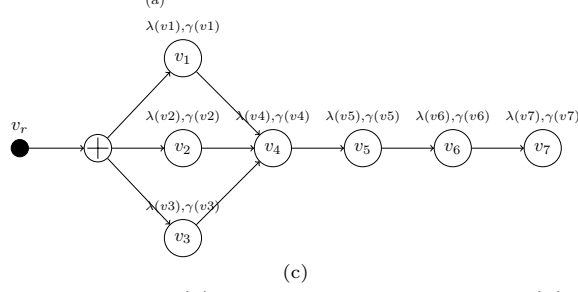 (a)
λ(v1),γ(v1)
v₁
v_r
λ(v2),γ(v2) λ(v4),γ(v4) λ(v5),γ(v5) λ(v6),γ(v6) λ(v7),γ(v7)
+ v₂ v₄ v₅ v₆ v₇
λ(v3),γ(v3)
v₃
(c)